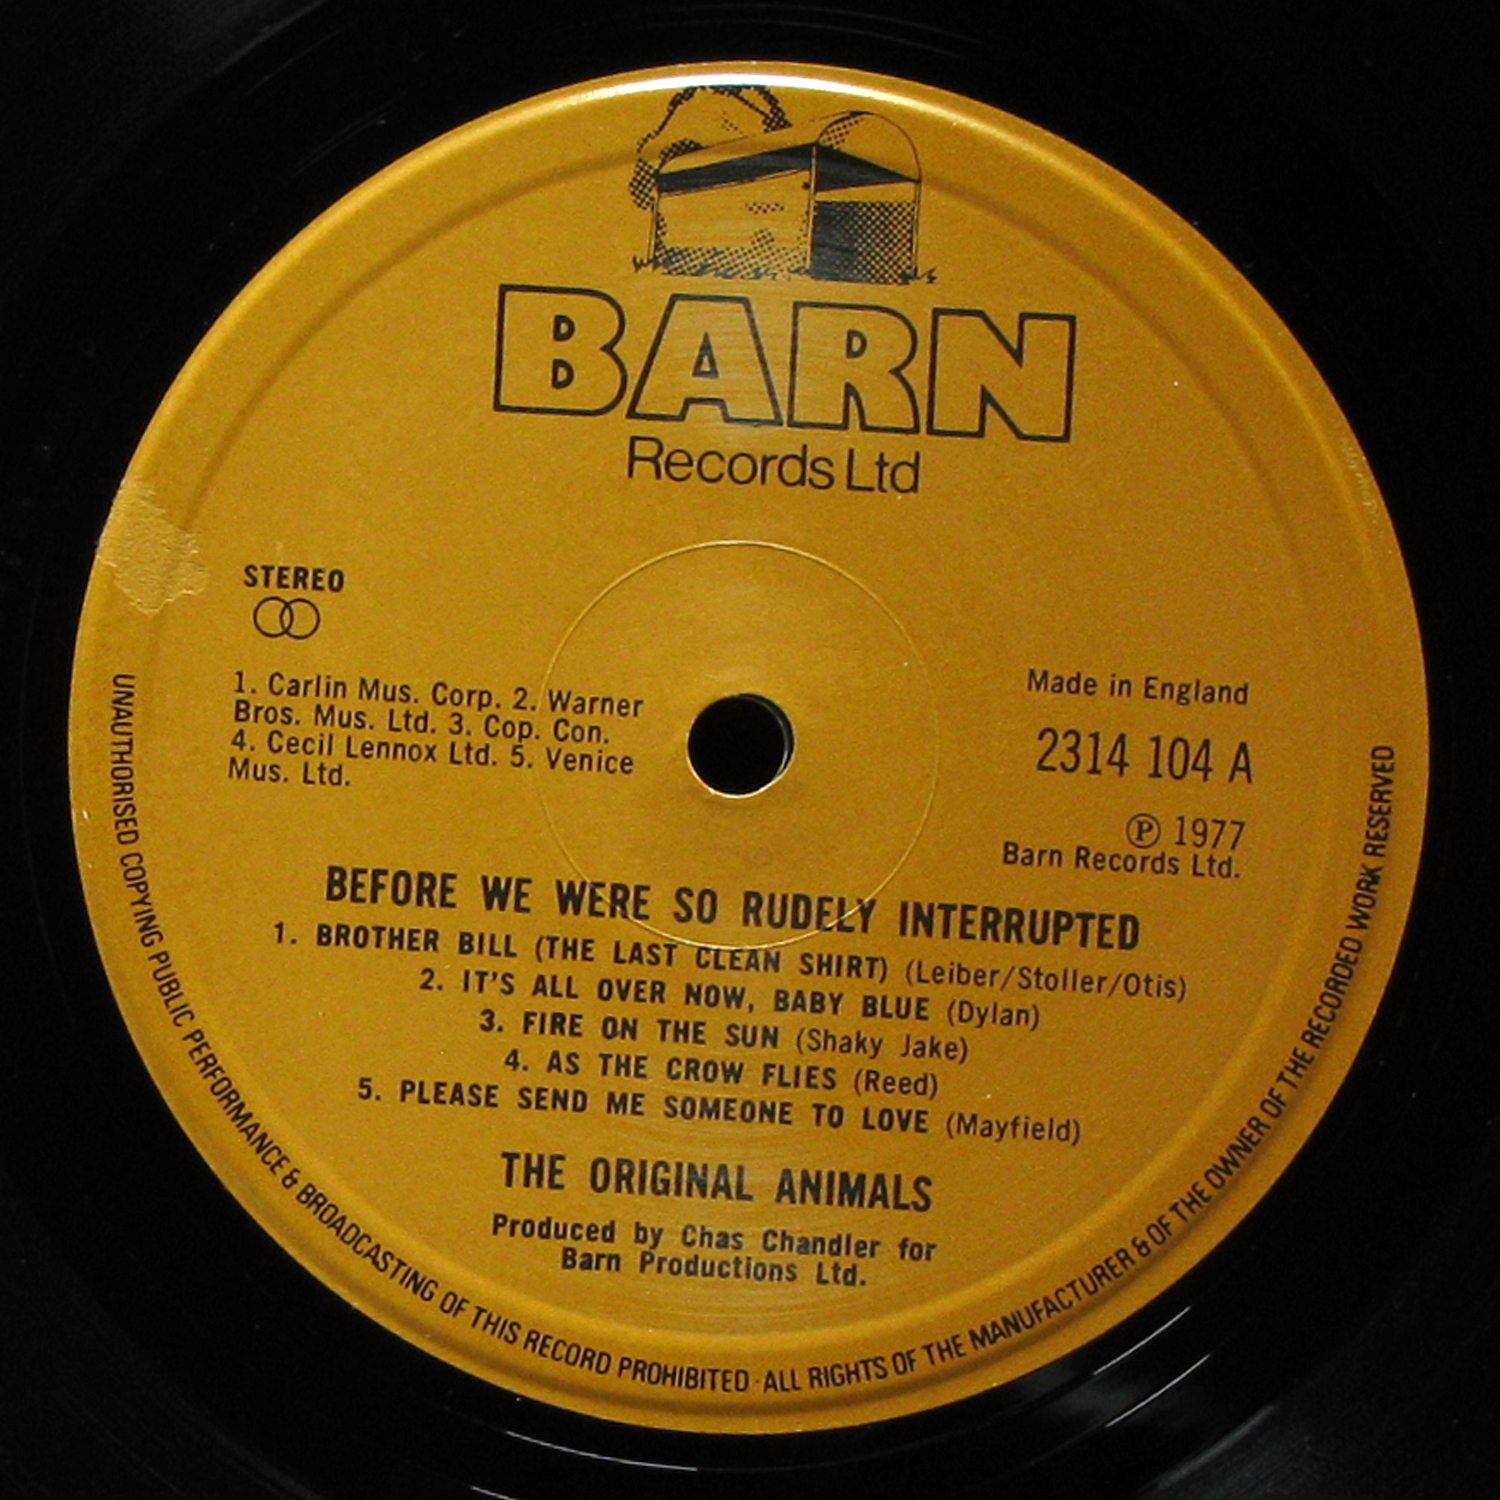 BARN
Records Ltd
STEREO
1. Carlin Mus. Corp. 2. Warner
Bros. Mus. Ltd. 3. Cop. Con.
4. Cecil Lennox Ltd. 5. Venice
Mus. Ltd.
Made in England
2314 104 A
Ⓟ 1977
Barn Records Ltd.
BEFORE WE WERE SO RUDELY INTERRUPTED
1. BROTHER BILL (THE LAST CLEAN SHIRT) (Leiber/Stoller/Otis)
2. IT'S ALL OVER NOW, BABY BLUE (Dylan)
3. FIRE ON THE SUN (Shaky Jake)
4. AS THE CROW FLIES (Reed)
5. PLEASE SEND ME SOMEONE TO LOVE (Mayfield)
THE ORIGINAL ANIMALS
Produced by Chas Chandler for
Barn Productions Ltd.
UNAUTHORISED COPYING PUBLIC PERFORMANCE & BROADCASTING OF THIS RECORD PROHIBITED · ALL RIGHTS OF THE MANUFACTURER & OF THE OWNER OF THE RECORDED WORK RESERVED